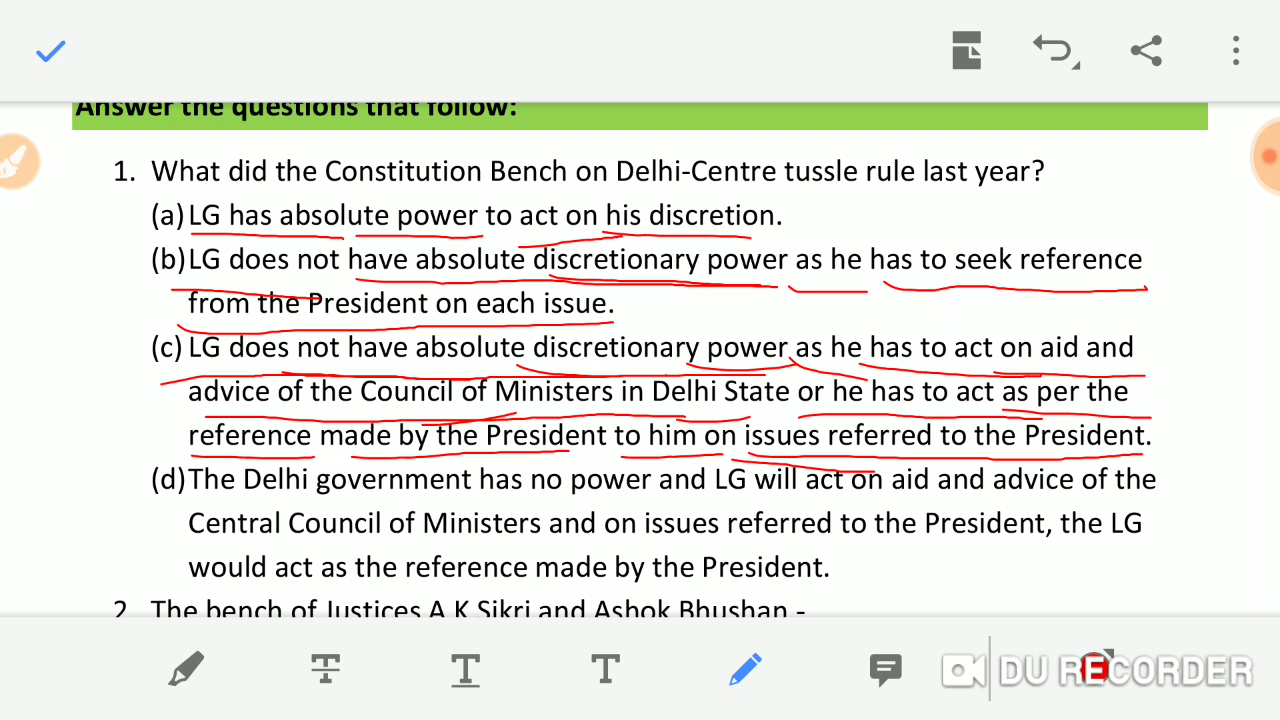 Answer the questions that follow:
1. What did the Constitution Bench on Delhi-Centre tussle rule last year?
(a) LG has absolute power to act on his discretion.
(b) LG does not have absolute discretionary power as he has to seek reference
from the President on each issue.
(c) LG does not have absolute discretionary power as he has to act on aid and
advice of the Council of Ministers in Delhi State or he has to act as per the
reference made by the President to him on issues referred to the President.
(d) The Delhi government has no power and LG will act on aid and advice of the
Central Council of Ministers and on issues referred to the President, the LG
would act as the reference made by the President.
2. The bench of Justices A K Sikri and Ashok Bhushan -
T T T
DU RECORDER